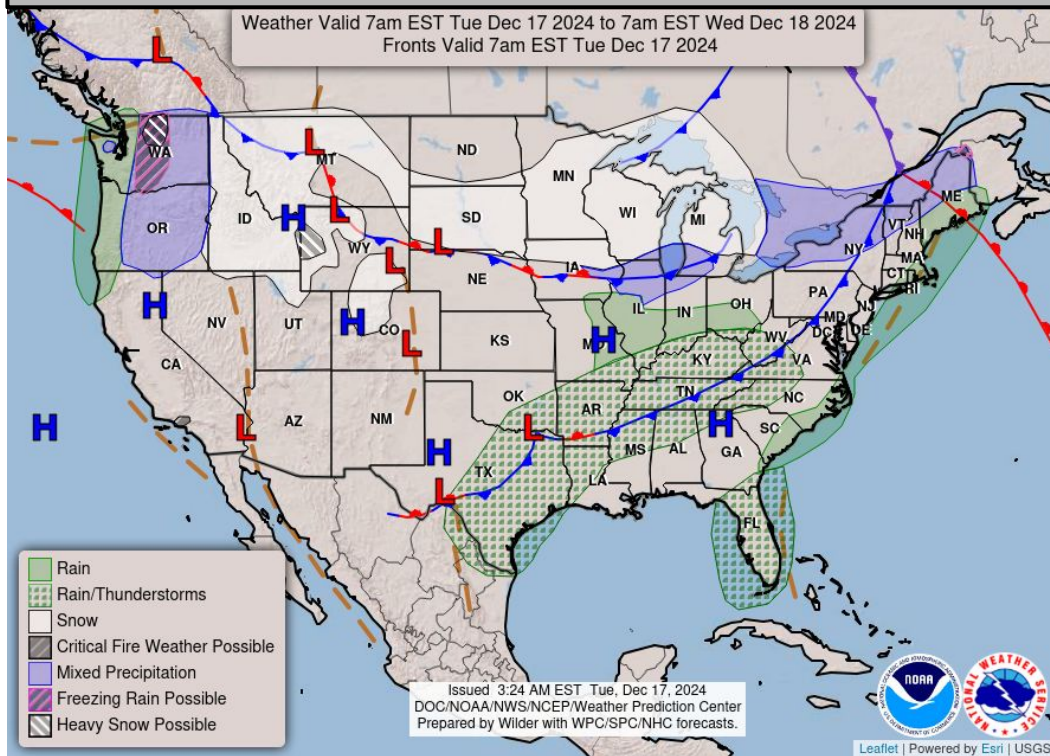 Weather Valid 7am EST Tue Dec 17 2024 to 7am EST Wed Dec 18 2024
Fronts Valid 7am EST Tue Dec 17 2024
L
WA
L
MT
ND
MN
ME
OR
ID
H
L
WY
SD
WI
MI
VT
NH
NY
MA
CT
RI
L
L
NE
IA
H
NV
UT
H
CO
L
KS
H
MO
IL
IN
OH
PA
NJ
MD
DE
DC
WV
VA
KY
CA
AZ
NM
OK
AR
TN
NC
SC
H
L
H
L
TX
L
LA
MS
AL
H
GA
FL
Rain
Rain/Thunderstorms
Snow
Critical Fire Weather Possible
Mixed Precipitation
Freezing Rain Possible
Heavy Snow Possible
Issued 3:24 AM EST Tue, Dec 17, 2024
DOC/NOAA/NWS/NCEP/Weather Prediction Center
Prepared by Wilder with WPC/SPC/NHC forecasts.
NOAA
NATIONAL WEATHER SERVICE
Leaflet | Powered by Esri | USGS